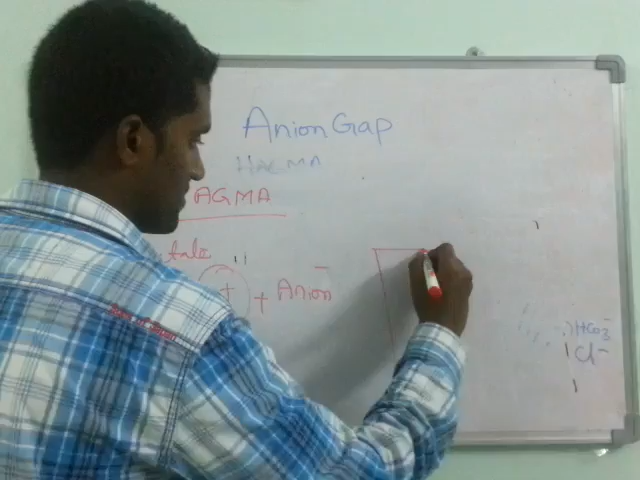 Anion Gap
HAGMA
AGMA
+ + Anion⁻
HCO₃⁻
Cl⁻